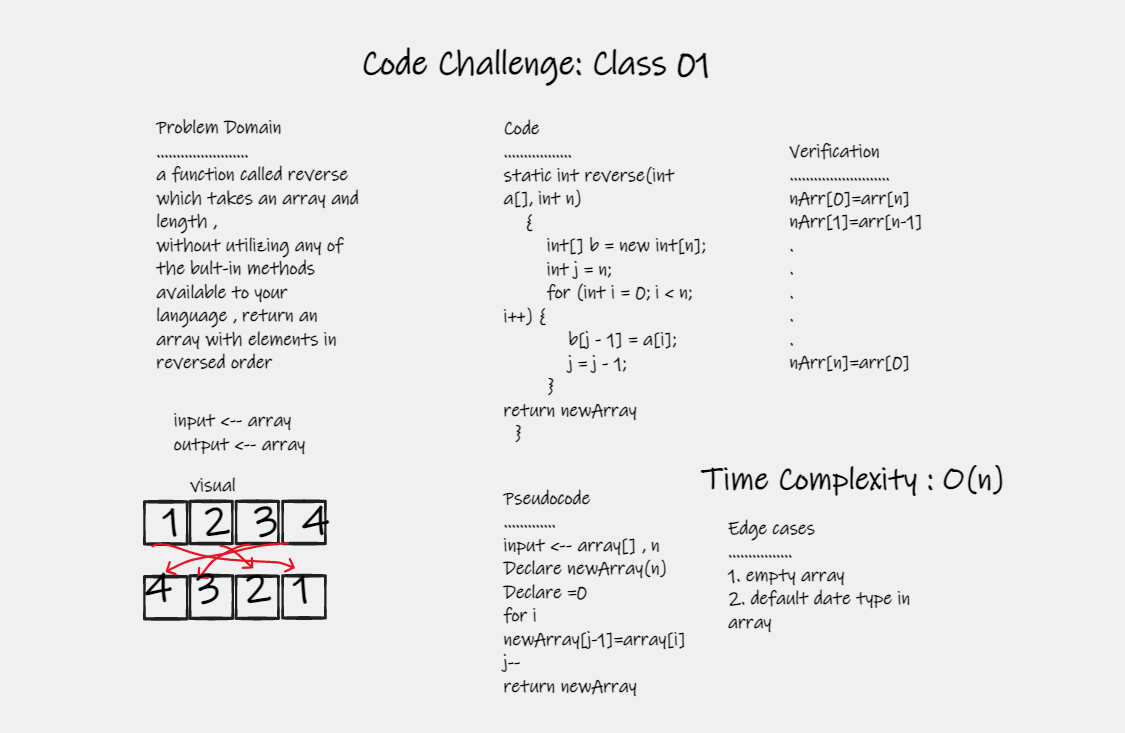 Code Challenge: Class 01
Problem Domain
.......................
a function called reverse
which takes an array and
length ,
without utilizing any of
the bult-in methods
available to your
language , return an
array with elements in
reversed order
input <-- array
output <-- array
visual
1 2 3 4
4 3 2 1
Code
.................
static int reverse(int
a[], int n)
{
int[] b = new int[n];
int j = n;
for (int i = 0; i < n;
i++) {
b[j - 1] = a[i];
j = j - 1;
}
return newArray
}
Pseudocode
.............
input <-- array[] , n
Declare newArray(n)
Declare =0
for i
newArray[j-1]=array[i]
j--
return newArray
Verification
.........................
nArr[0]=arr[n]
nArr[1]=arr[n-1]
.
.
.
.
.
nArr[n]=arr[0]
Time Complexity : O(n)
Edge cases
................
1. empty array
2. default date type in
array